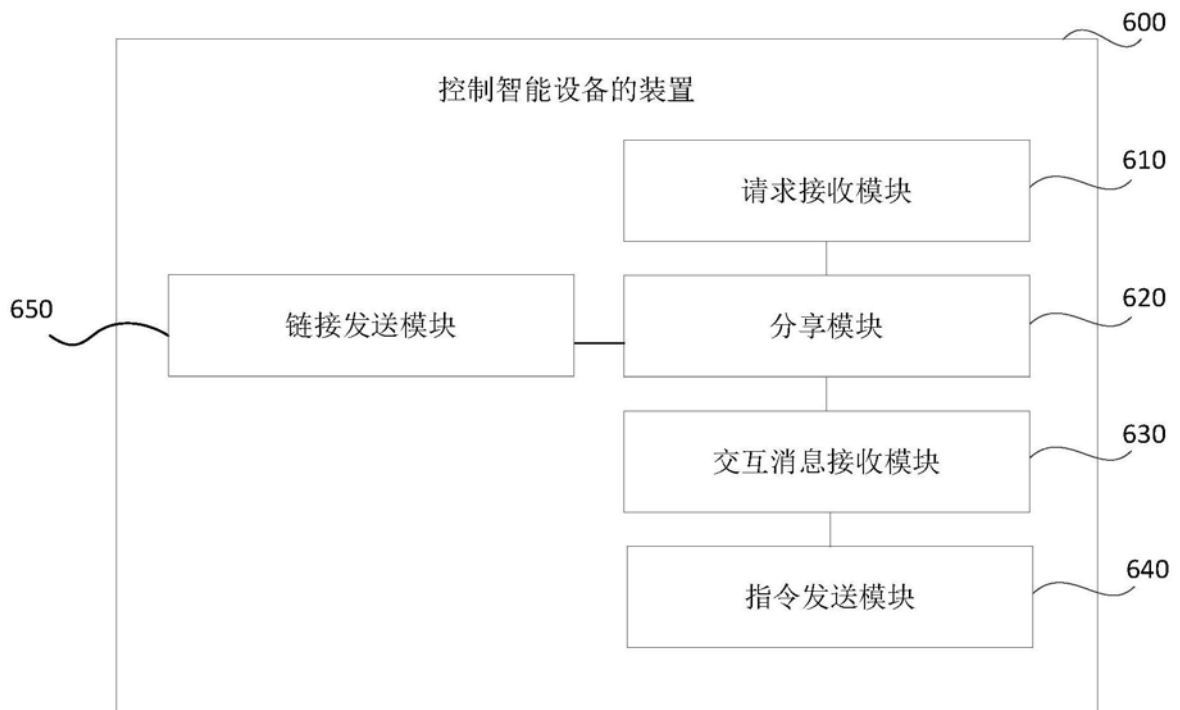 600
控制智能设备的装置
610
请求接收模块
620
650
链接发送模块
分享模块
630
交互消息接收模块
640
指令发送模块